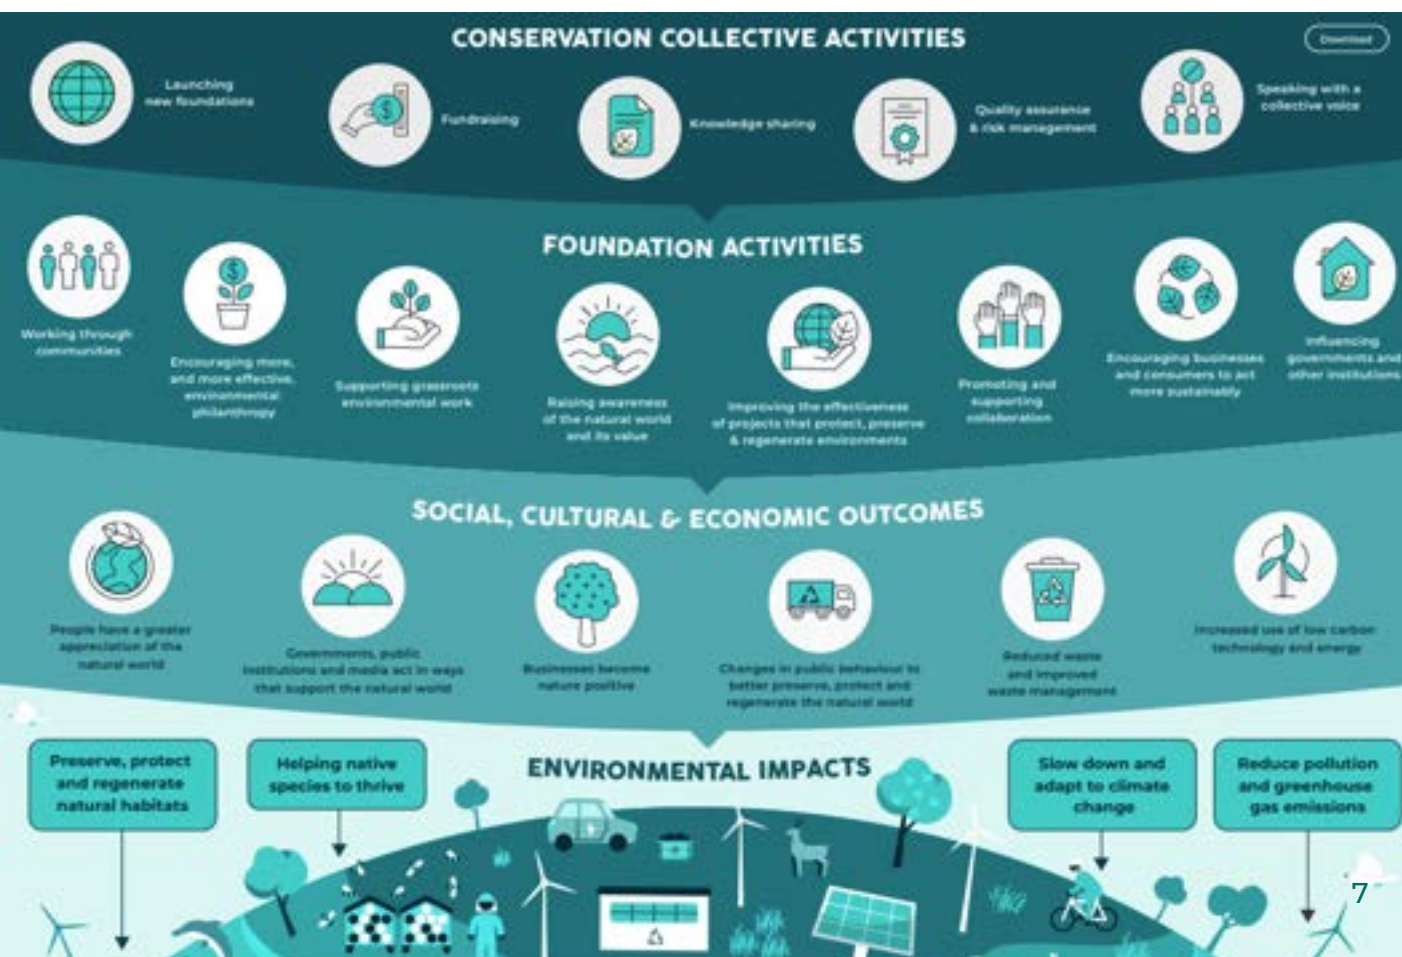 CONSERVATION COLLECTIVE ACTIVITIES
Download
Launching
new foundations
Fundraising
Knowledge sharing
Quality assurance
& risk management
Speaking with a
collective voice
FOUNDATION ACTIVITIES
Working through
communities
Encouraging more,
and more effective,
environmental
philanthropy
Supporting grassroots
environmental work
Raising awareness
of the natural world
and its value
Improving the effectiveness
of projects that protect, preserve
& regenerate environments
Promoting and
supporting
collaboration
Encouraging businesses
and consumers to act
more sustainably
Influencing
governments and
other institutions
SOCIAL, CULTURAL & ECONOMIC OUTCOMES
People have a greater
appreciation of the
natural world
Governments, public
institutions and media act in ways
that support the natural world
Businesses become
nature positive
Changes in public behaviour to
better preserve, protect and
regenerate the natural world
Reduced waste
and improved
waste management
Increased use of low carbon
technology and energy
ENVIRONMENTAL IMPACTS
Preserve, protect
and regenerate
natural habitats
Helping native
species to thrive
Slow down and
adapt to climate
change
Reduce pollution
and greenhouse
gas emissions
7